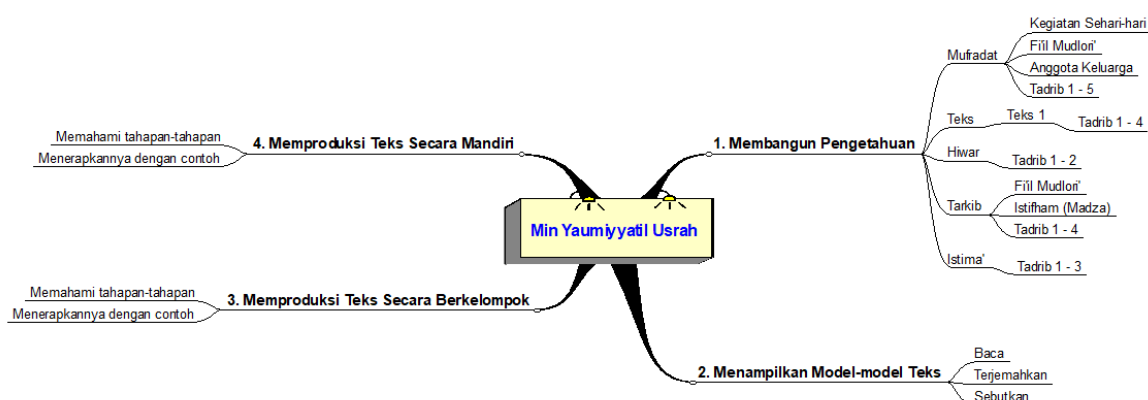 Min Yaumiyyatil Usrah
1. Membangun Pengetahuan
Mufradat
Kegiatan Sehari-hari
Fi'il Mudlori'
Anggota Keluarga
Tadrib 1 - 5
Teks
Teks 1
Tadrib 1 - 4
Hiwar
Tadrib 1 - 2
Tarkib
Fi'il Mudlori'
Istifham (Madza)
Tadrib 1 - 4
Istima'
Tadrib 1 - 3
2. Menampilkan Model-model Teks
Baca
Terjemahkan
Sebutkan
3. Memproduksi Teks Secara Berkelompok
Memahami tahapan-tahapan
Menerapkannya dengan contoh
4. Memproduksi Teks Secara Mandiri
Memahami tahapan-tahapan
Menerapkannya dengan contoh